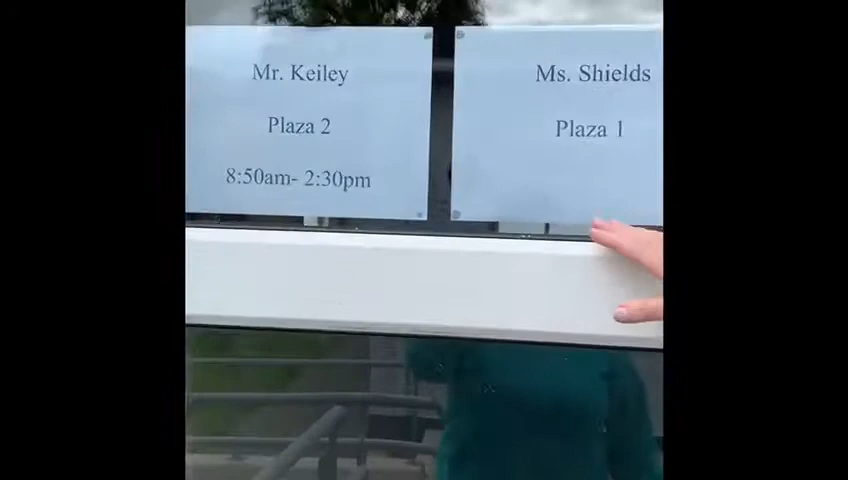 Mr. Keiley
Plaza 2
8:50am- 2:30pm
Ms. Shields
Plaza 1